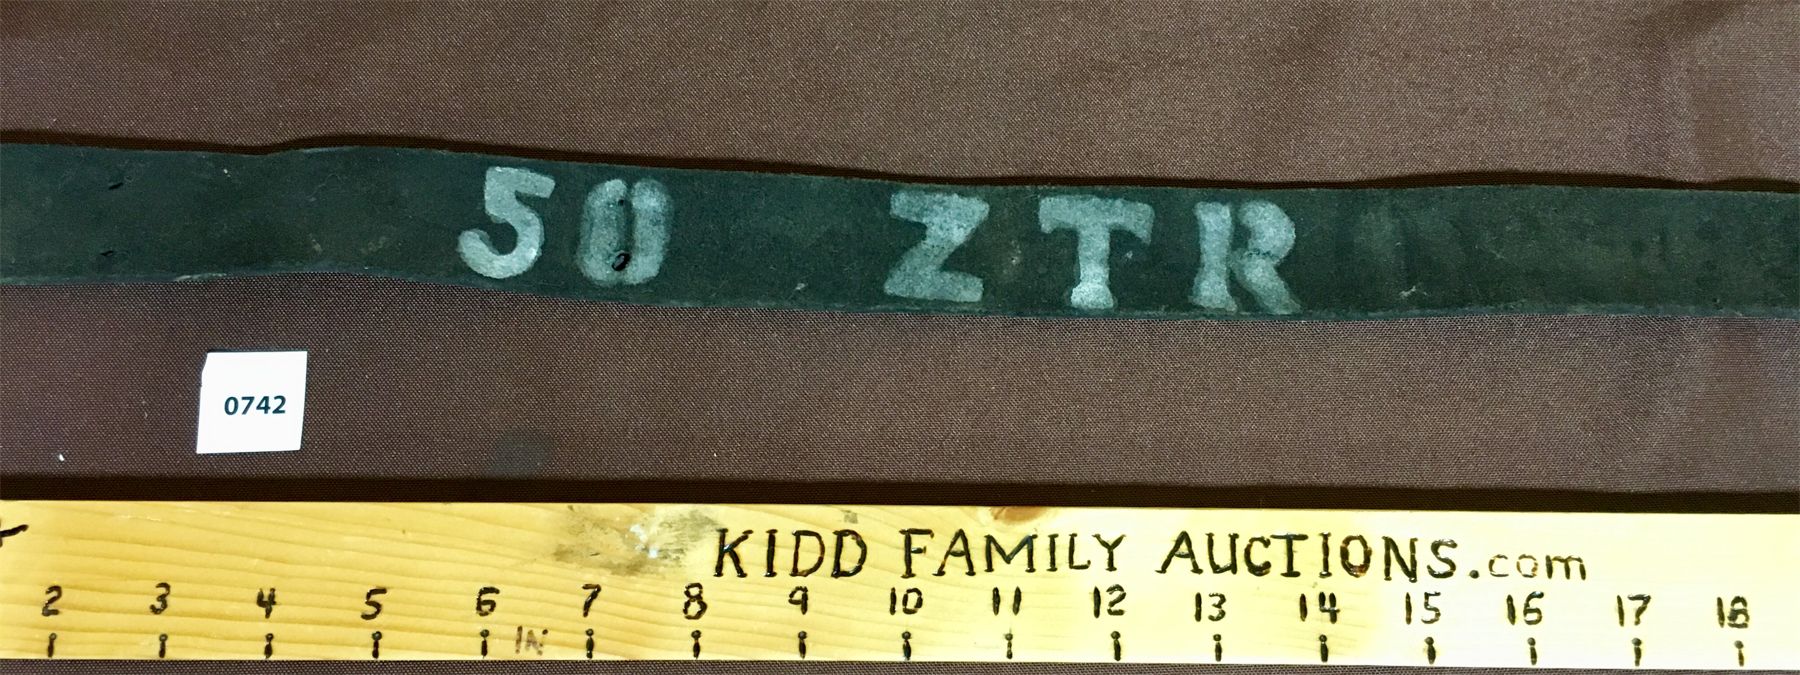 50 ZTR
0742
KIDD FAMILY AUCTIONS.com
2 3 4 5 6 7 8 9 10 11 12 13 14 15 16 17 18
IN